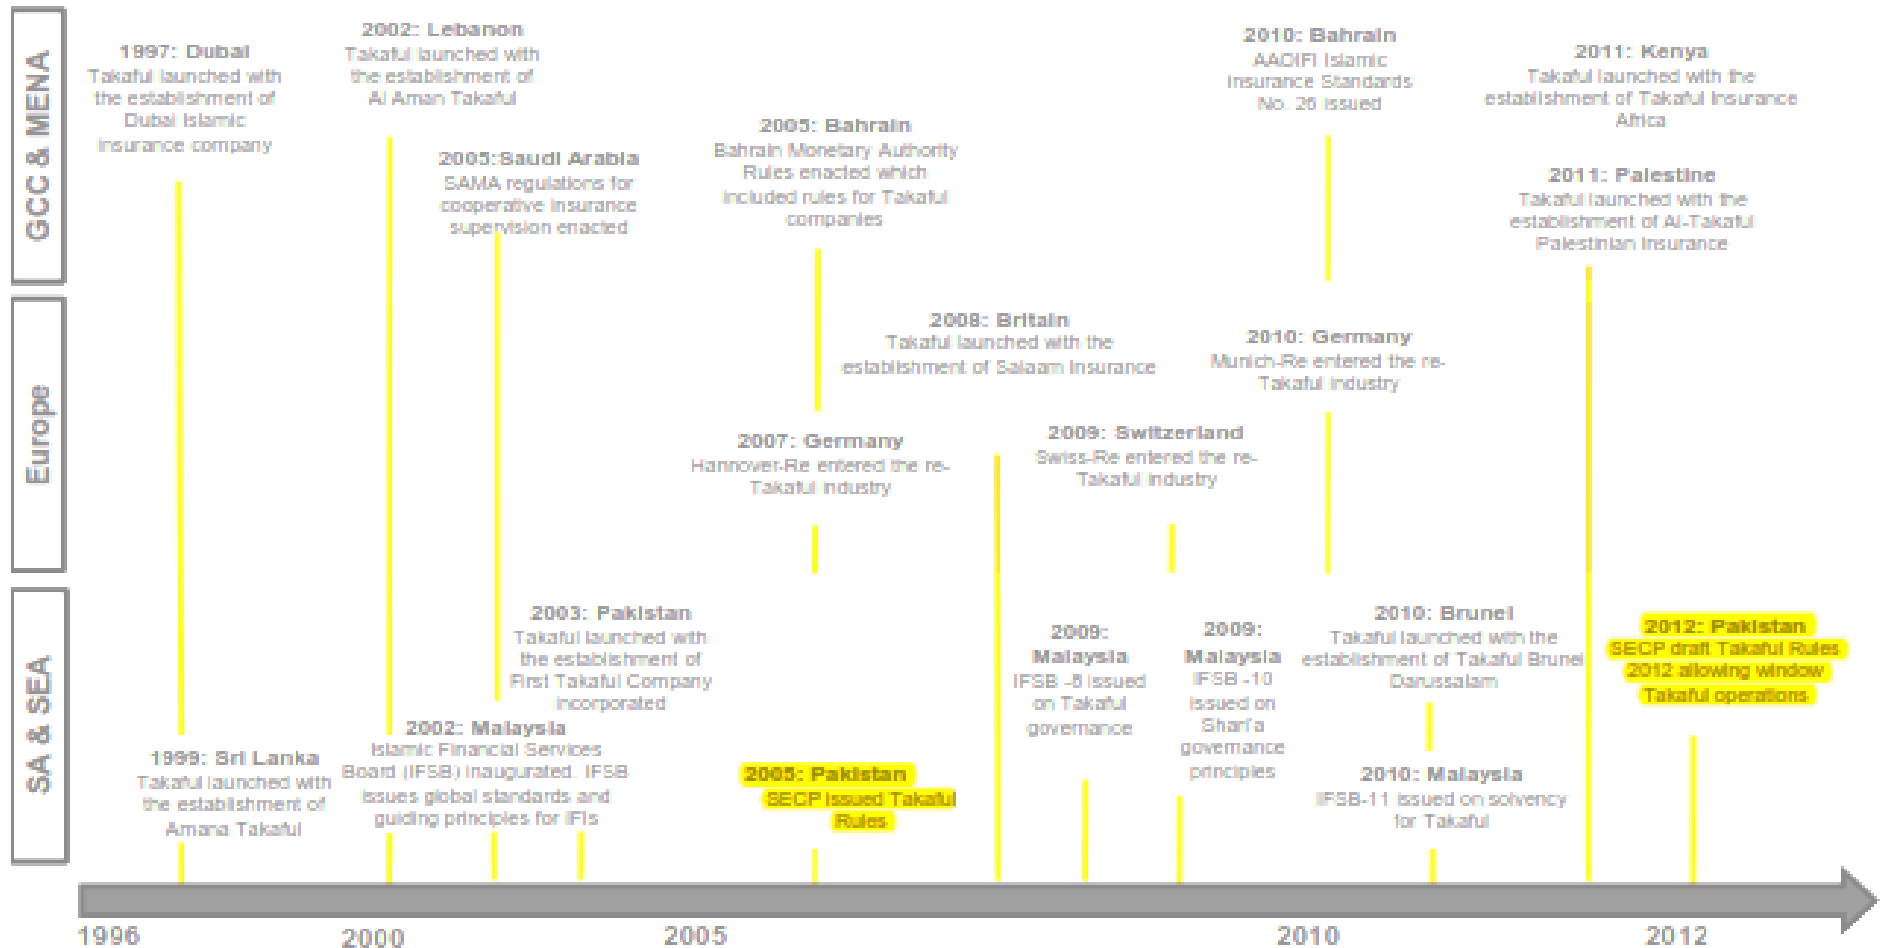 GCC & MENA
1997: Dubai
Takaful launched with
the establishment of
Dubai Islamic
insurance company
2002: Lebanon
Takaful launched with
the establishment of
Al Aman Takaful
2005:Saudi Arabia
SAMA regulations for
cooperative insurance
supervision enacted
2005: Bahrain
Bahrain Monetary Authority
Rules enacted which
included rules for Takaful
companies
2010: Bahrain
AAOIFI Islamic
Insurance Standards
No. 26 issued
2011: Kenya
Takaful launched with the
establishment of Takaful Insurance
Africa
2011: Palestine
Takaful launched with the
establishment of Al-Takaful
Palestinian Insurance
Europe
2008: Britain
Takaful launched with the
establishment of Salaam Insurance
2010: Germany
Munich-Re entered the re-
Takaful industry
2007: Germany
Hannover-Re entered the re-
Takaful industry
2009: Switzerland
Swiss-Re entered the re-
Takaful industry
SA & SEA
2003: Pakistan
Takaful launched with
the establishment of
First Takaful Company
incorporated
2009:
Malaysia
IFSB -8 issued
on Takaful
governance
2009:
Malaysia
IFSB -10
issued on
Shari'a
governance
principles
2010: Brunei
Takaful launched with the
establishment of Takaful Brunei
Darussalam
2012: Pakistan
SECP draft Takaful Rules
2012 allowing window
Takaful operations
1999: Sri Lanka
Takaful launched with
the establishment of
Amana Takaful
2002: Malaysia
Islamic Financial Services
Board (IFSB) inaugurated. IFSB
issues global standards and
guiding principles for IFIs
2005: Pakistan
SECP issued Takaful
Rules
2010: Malaysia
IFSB-11 issued on solvency
for Takaful
1996
2000
2005
2010
2012